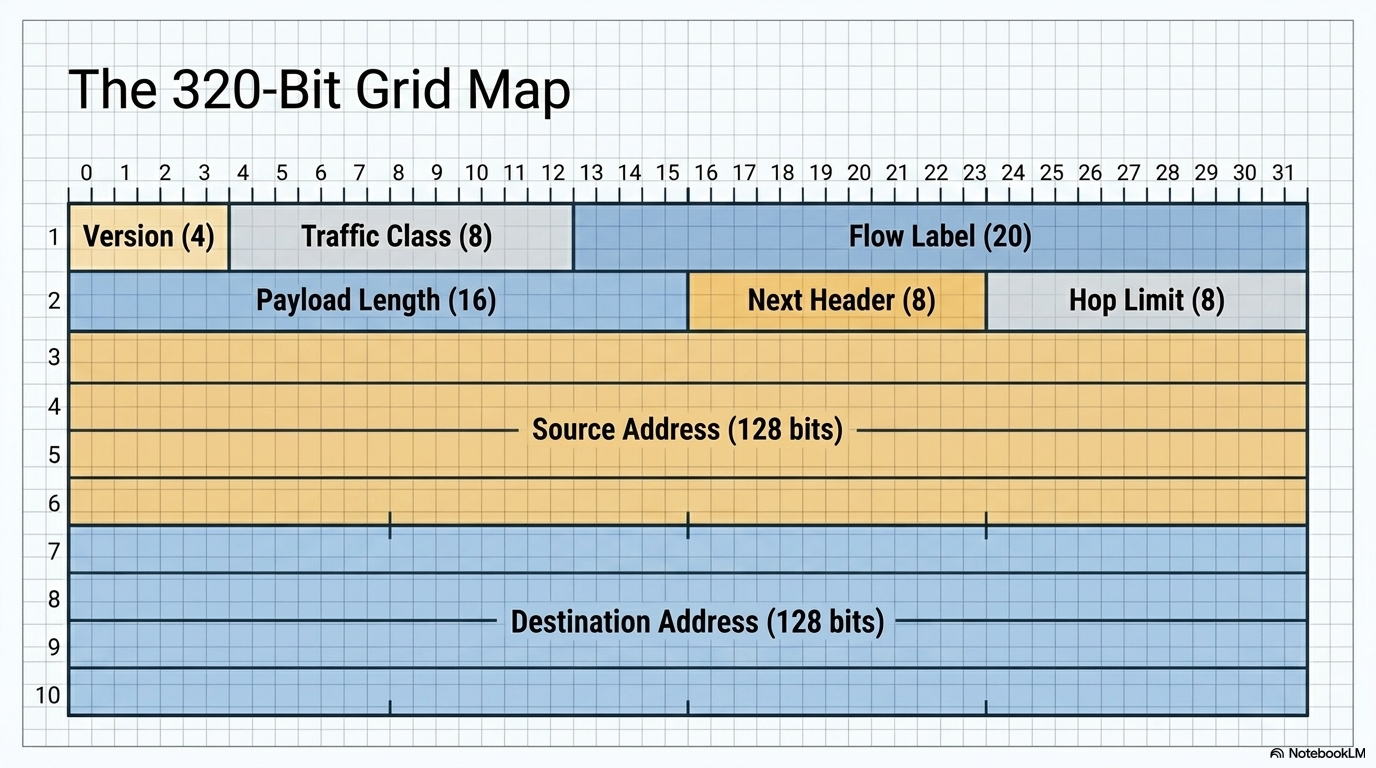 The 320-Bit Grid Map
0 1 2 3 4 5 6 7 8 9 10 11 12 13 14 15 16 17 18 19 20 21 22 23 24 25 26 27 28 29 30 31
1 Version (4) Traffic Class (8) Flow Label (20)
2 Payload Length (16) Next Header (8) Hop Limit (8)
3
4
Source Address (128 bits)
5
6
7
8
Destination Address (128 bits)
9
10
NotebookLM